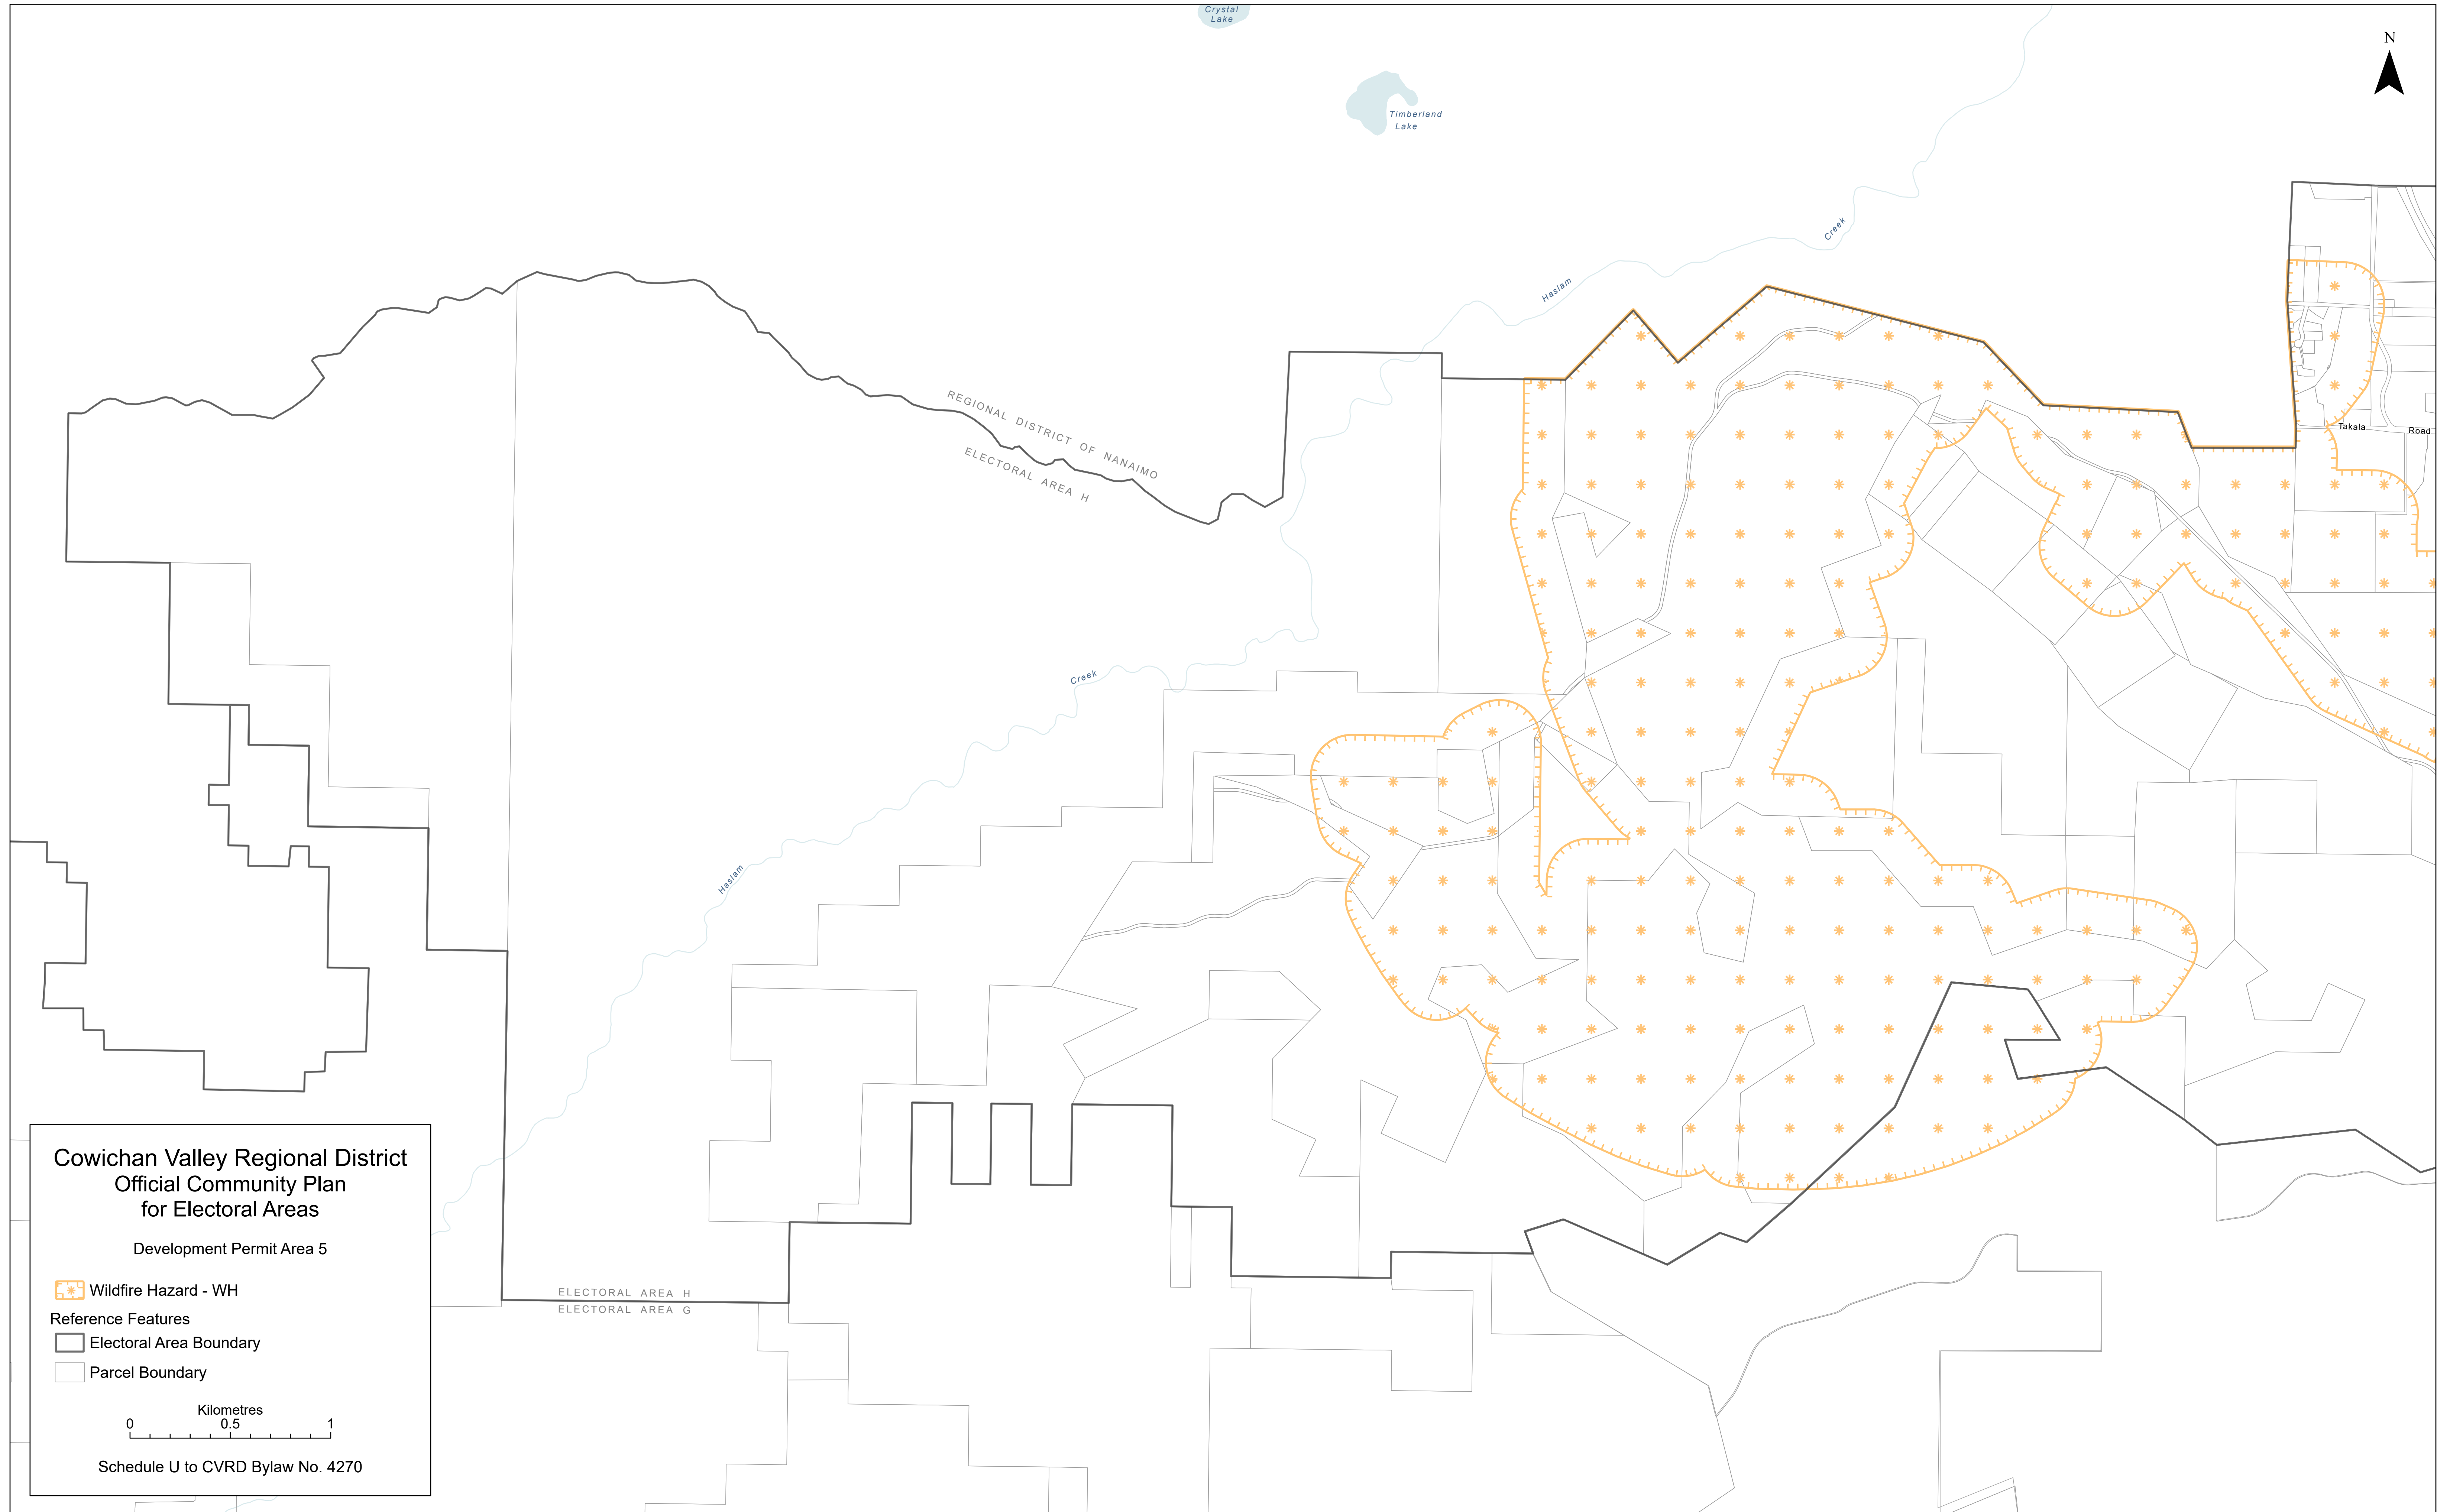 Crystal
Lake
N
Timberland
Lake
Creek
Haslam
REGIONAL DISTRICT OF NANAIMO
ELECTORAL AREA H
Takala Road
Creek
Haslam
ELECTORAL AREA H
ELECTORAL AREA G
Cowichan Valley Regional District
Official Community Plan
for Electoral Areas
Development Permit Area 5
Wildfire Hazard - WH
Reference Features
Electoral Area Boundary
Parcel Boundary
Kilometres
0 0.5 1
Schedule U to CVRD Bylaw No. 4270